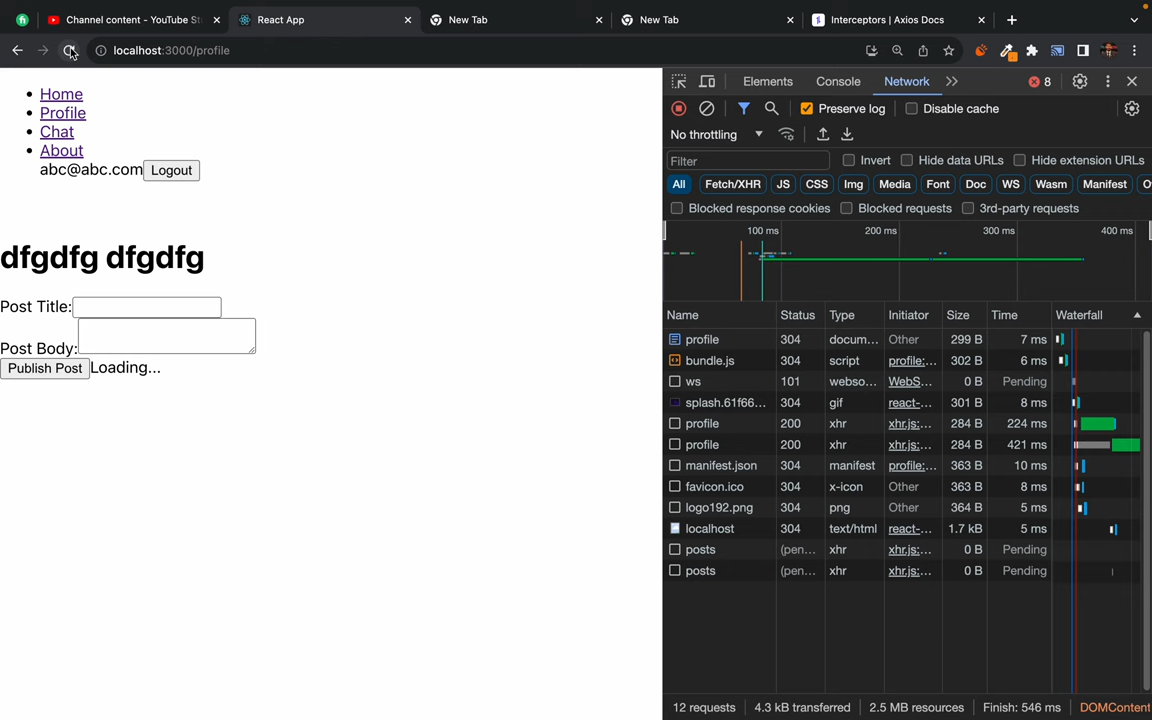 Channel content - YouTube St
React App
New Tab
New Tab
Interceptors | Axios Docs
localhost:3000/profile
Home
Profile
Chat
About
abc@abc.com Logout
dfgdfg dfgdfg
Post Title:
Post Body:
Publish Post Loading...
Elements Console Network 8
Preserve log Disable cache
No throttling
Filter Invert Hide data URLs Hide extension URLs
All Fetch/XHR JS CSS Img Media Font Doc WS Wasm Manifest O
Blocked response cookies Blocked requests 3rd-party requests
100 ms 200 ms 300 ms 400 ms
Name Status Type Initiator Size Time Waterfall
profile 304 docum... Other 299 B 7 ms
bundle.js 304 script profile:... 302 B 6 ms
ws 101 webso... WebS... 0 B Pending
splash.61f66... 304 gif react-... 301 B 8 ms
profile 200 xhr xhr.js:... 284 B 224 ms
profile 200 xhr xhr.js:... 284 B 421 ms
manifest.json 304 manifest profile:... 363 B 10 ms
favicon.ico 304 x-icon Other 363 B 8 ms
logo192.png 304 png Other 364 B 5 ms
localhost 304 text/html react-... 1.7 kB 5 ms
posts (pen... xhr xhr.js:... 0 B Pending
posts (pen... xhr xhr.js:... 0 B Pending
12 requests 4.3 kB transferred 2.5 MB resources Finish: 546 ms DOMContent